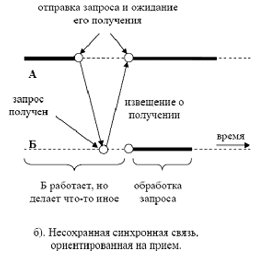 отправка запроса и ожидание
его получения
А
запрос
получен
извещение о
получении
время
Б
Б работает, но
делает что-то иное
обработка
запроса
б). Несохранная синхронная связь,
ориентированная на прием.